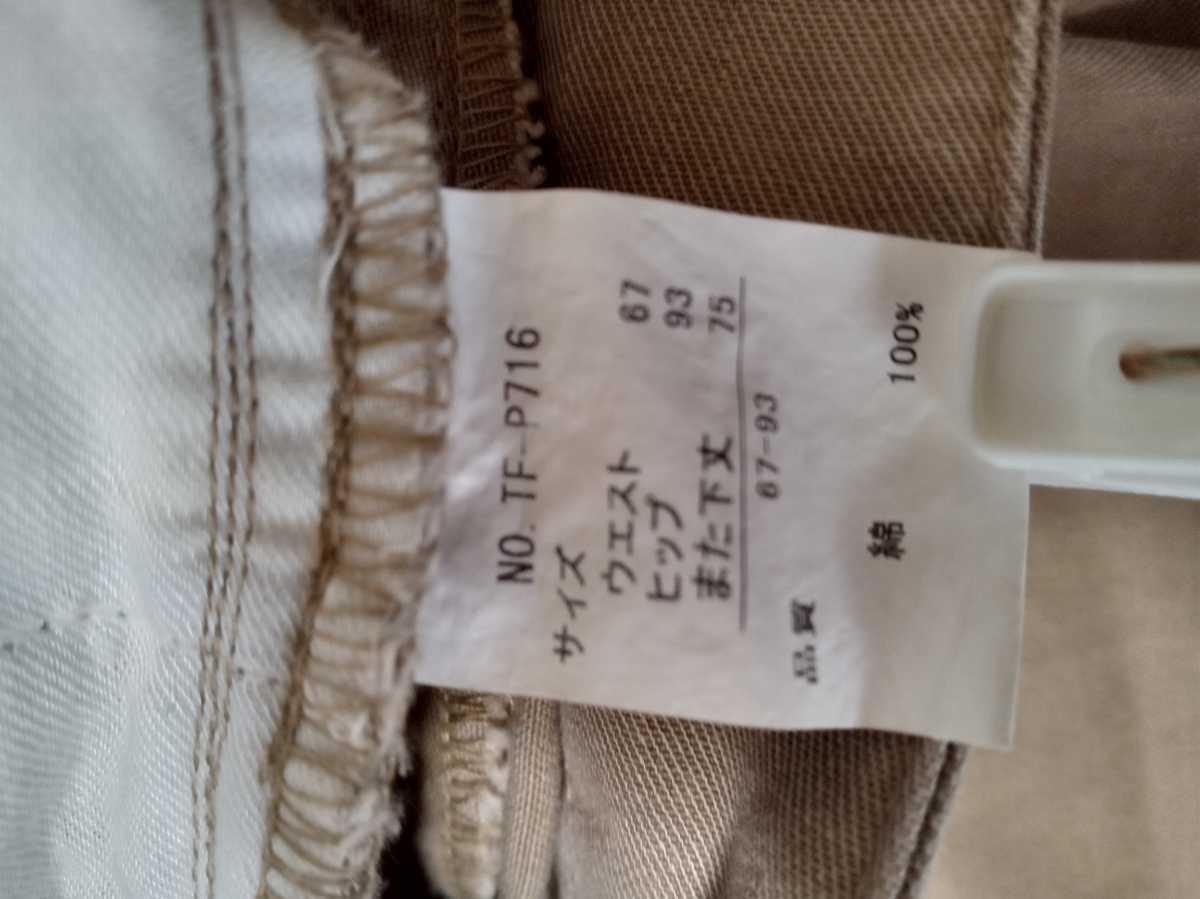 NO. TF-P716
サイズ
ウエスト 67
ヒップ 93
また下丈 75
67-93
品質
綿 100%